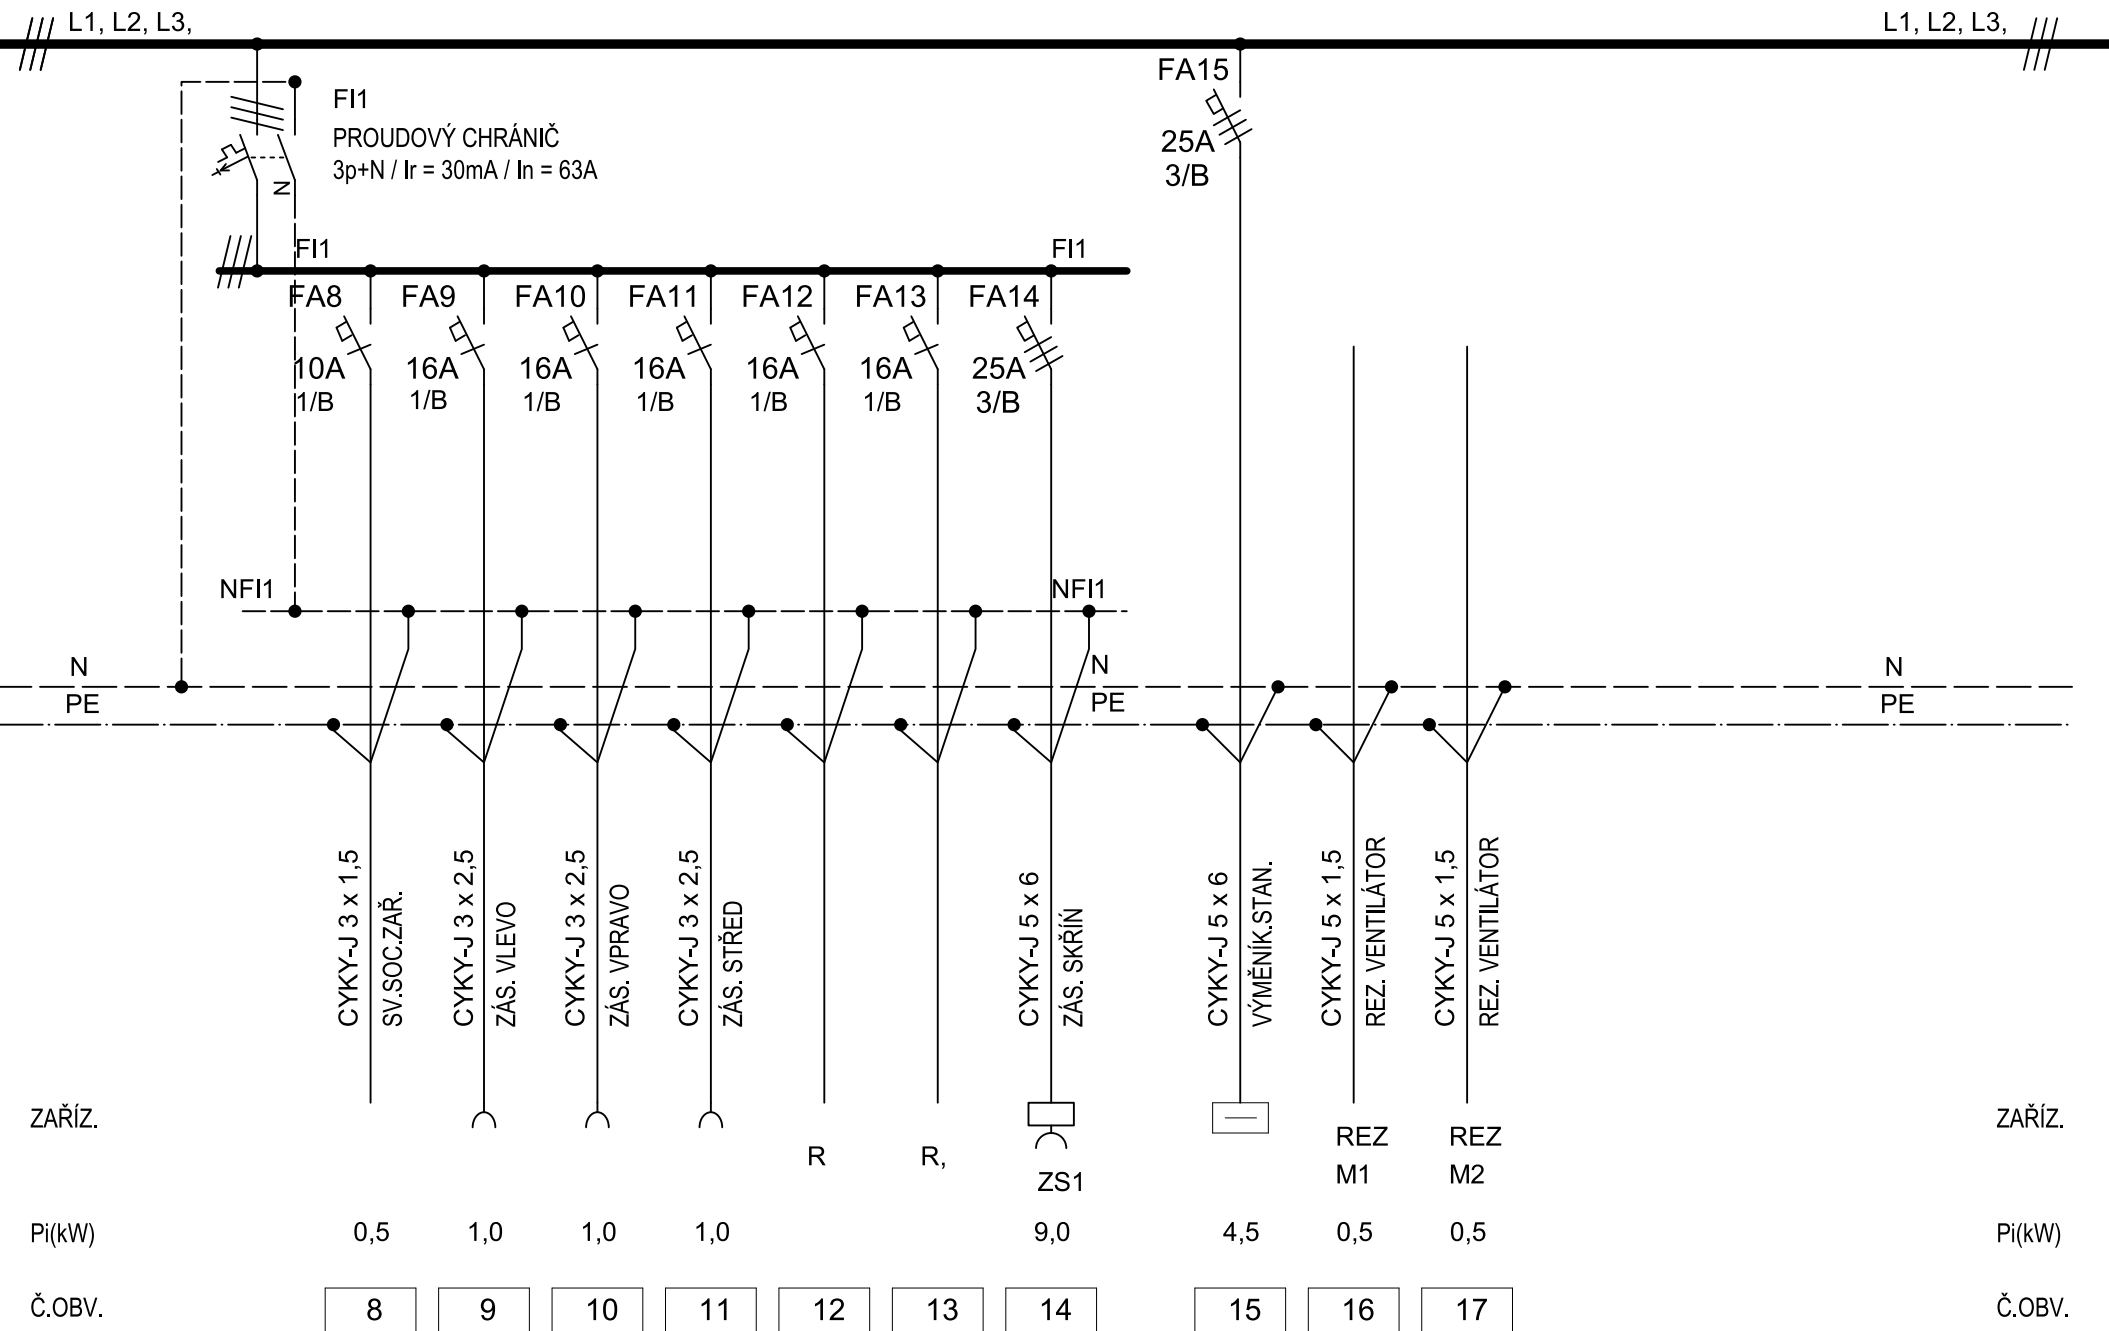 L1, L2, L3,
L1, L2, L3,
FA15
25A
3/B
FI1
PROUDOVÝ CHRÁNIČ
3p+N / Ir = 30mA / In = 63A
N
FI1
FI1
FA8
FA9
FA10
FA11
FA12
FA13
FA14
10A
16A
16A
16A
16A
16A
25A
1/B
1/B
1/B
1/B
1/B
1/B
3/B
NFI1
NFI1
N
N
N
PE
PE
PE
CYKY-J 3 x 1,5
SV.SOC.ZAŘ.
CYKY-J 3 x 2,5
ZÁS. VLEVO
CYKY-J 3 x 2,5
ZÁS. VPRAVO
CYKY-J 3 x 2,5
ZÁS. STŘED
CYKY-J 5 x 6
ZÁS. SKŘÍN
CYKY-J 5 x 6
VÝMĚNÍK.STAN.
CYKY-J 5 x 1,5
REZ. VENTILÁTOR
CYKY-J 5 x 1,5
REZ. VENTILÁTOR
ZAŘÍZ.
R
R,
ZS1
REZ
M1
REZ
M2
ZAŘÍZ.
Pi(kW)
0,5
1,0
1,0
1,0
9,0
4,5
0,5
0,5
Pi(kW)
Č.OBV.
8
9
10
11
12
13
14
15
16
17
Č.OBV.